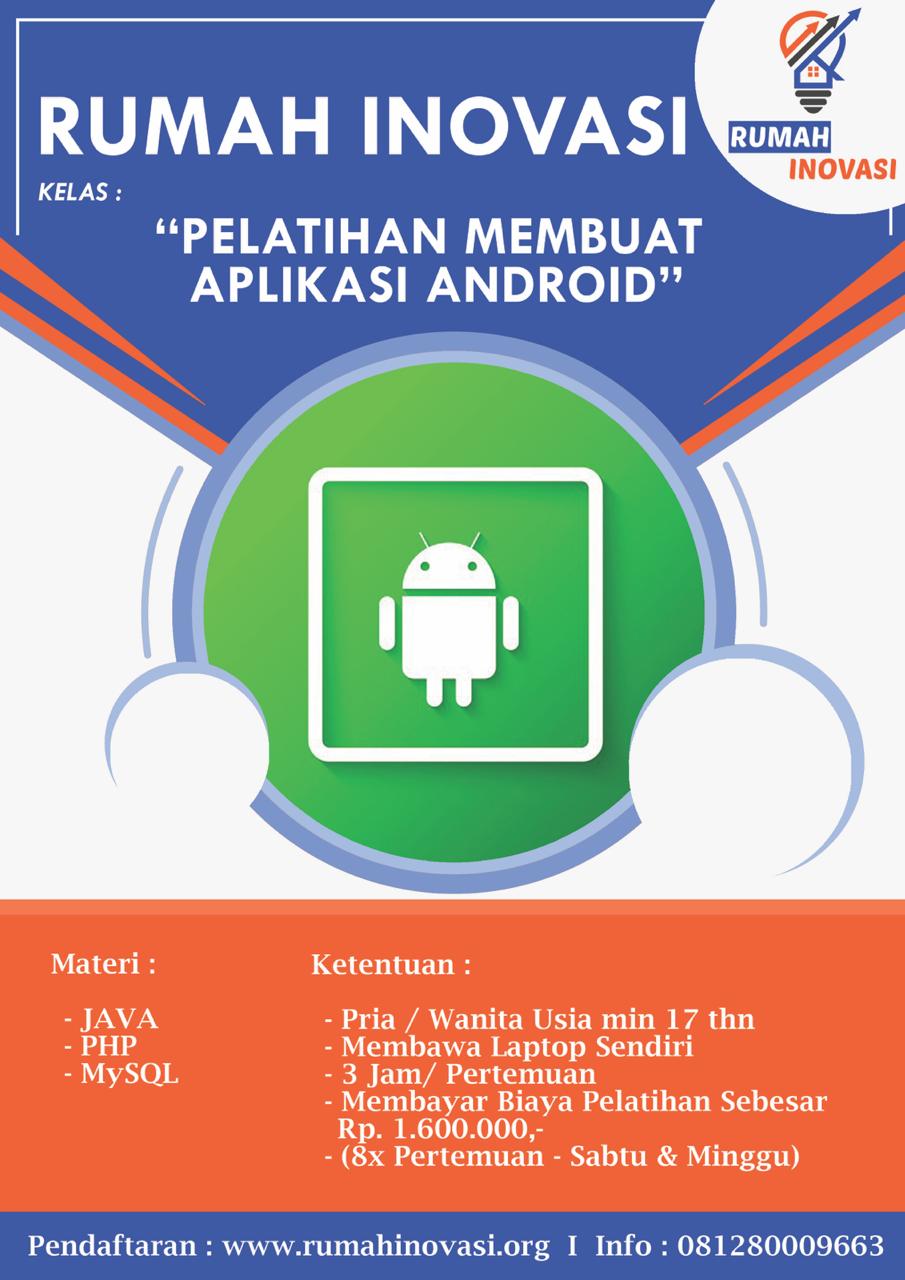 RUMAH INOVASI
RUMAH
INOVASI
KELAS :
“PELATIHAN MEMBUAT
APLIKASI ANDROID”
Materi :
- JAVA
- PHP
- MySQL
Ketentuan :
- Pria / Wanita Usia min 17 thn
- Membawa Laptop Sendiri
- 3 Jam/ Pertemuan
- Membayar Biaya Pelatihan Sebesar
Rp. 1.600.000,-
- (8x Pertemuan - Sabtu & Minggu)
Pendaftaran : www.rumahinovasi.org I Info : 081280009663